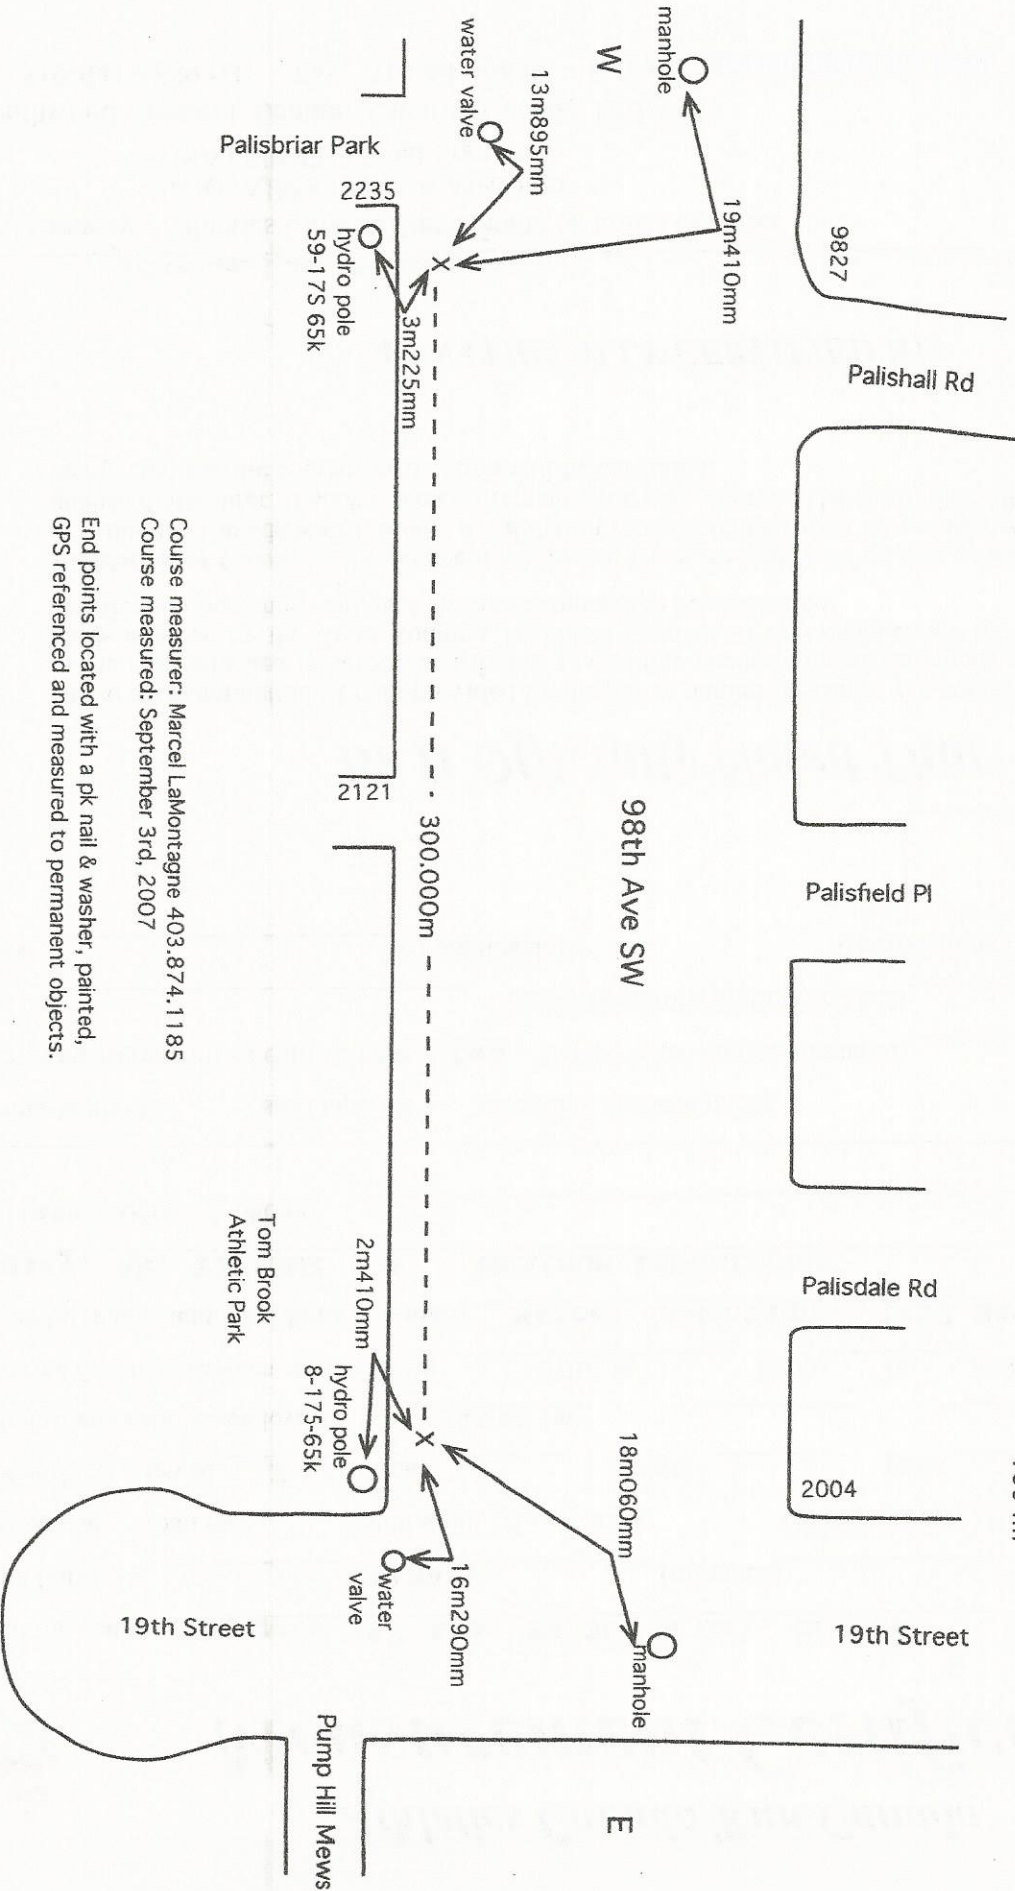 W
E
98th Ave SW
manhole
19m410mm
9827
Palishall Rd
Palisfield Pl
Palisdale Rd
2004
19th Street
water valve
13m895mm
Palisbriar Park
2235
hydro pole
59-17S 65k
3m225mm
2121
300.000m
Tom Brook
Athletic Park
2m410mm
hydro pole
8-175-65k
18m060mm
manhole
16m290mm
water
valve
19th Street
Pump Hill Mews
Course measurer: Marcel LaMontagne 403.874.1185
Course measured: September 3rd, 2007
End points located with a pk nail & washer, painted,
GPS referenced and measured to permanent objects.